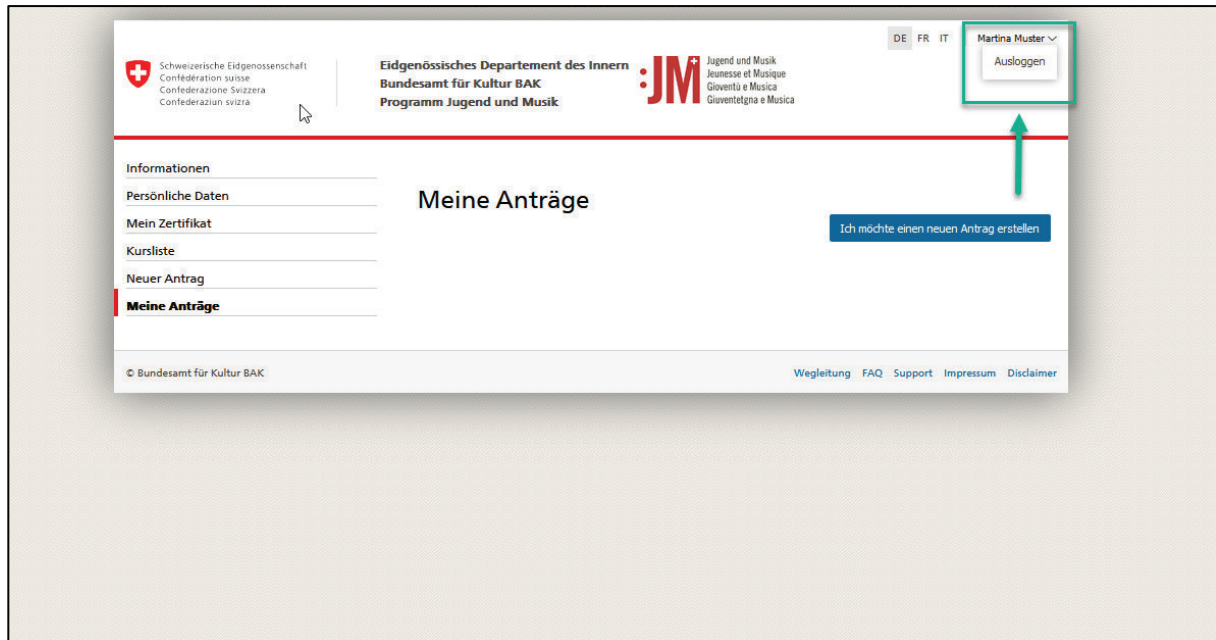 DE FR IT
Martina Muster
Ausloggen
Schweizerische Eidgenossenschaft
Confédération suisse
Confederazione Svizzera
Confederaziun svizra
Eidgenössisches Departement des Innern
Bundesamt für Kultur BAK
Programm Jugend und Musik
:JM
Jugend und Musik
Jeunesse et Musique
Gioventù e Musica
Giuventetgna e Musica
Informationen
Persönliche Daten
Mein Zertifikat
Kursliste
Neuer Antrag
Meine Anträge
Meine Anträge
Ich möchte einen neuen Antrag erstellen
© Bundesamt für Kultur BAK
Wegleitung FAQ Support Impressum Disclaimer